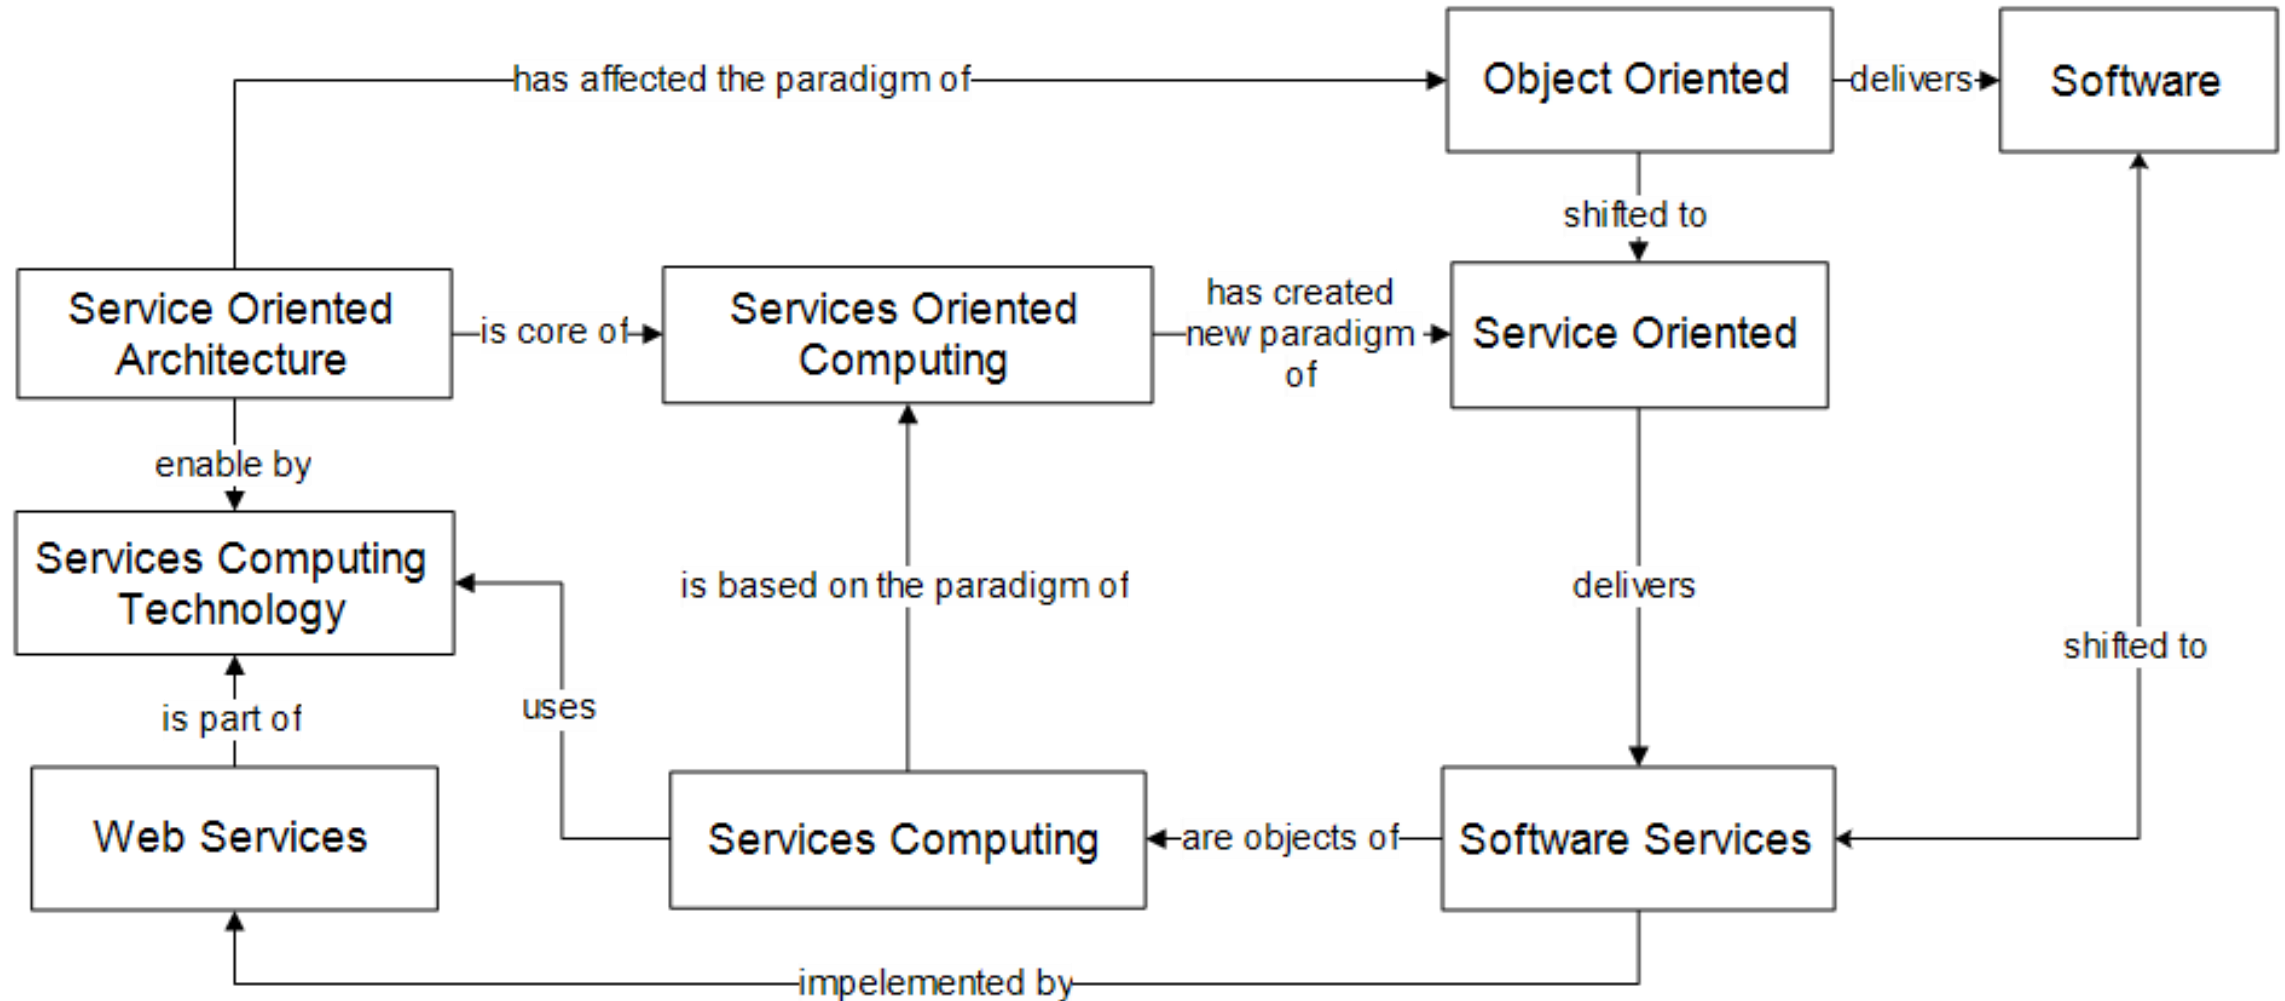 has affected the paradigm of
Object Oriented
delivers
Software
shifted to
Service Oriented
Architecture
is core of
Services Oriented
Computing
has created
new paradigm
of
Service Oriented
enable by
Services Computing
Technology
is based on the paradigm of
delivers
shifted to
uses
is part of
Web Services
Services Computing
are objects of
Software Services
impelemented by